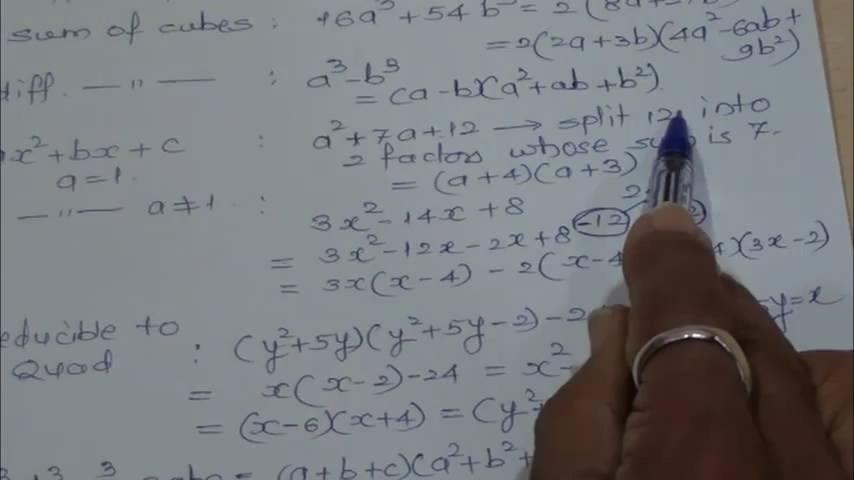 sum of cubes : 16a³ + 54b³ = 2(8a³
= 2(2a+3b)(4a² - 6ab + 9b²)
diff. —〃— : a³ - b³
= (a - b)(a² + ab + b²)
x² + bx + c : a² + 7a + 12 → split 12 into
a = 1. 2 factors whose sum is 7.
= (a+4)(a+3)
—〃— a ≠ 1 : 3x² - 14x + 8
= 3x² - 12x - 2x + 8 -12
= 3x(x - 4) - 2(x - 4)(3x - 2)
educible to Quad : (y² + 5y)(y² + 5y - 2) - 2 5y = x
= x(x - 2) - 24 = x²
= (x - 6)(x + 4) = (y²
= (a + b + c)(a² + b² +